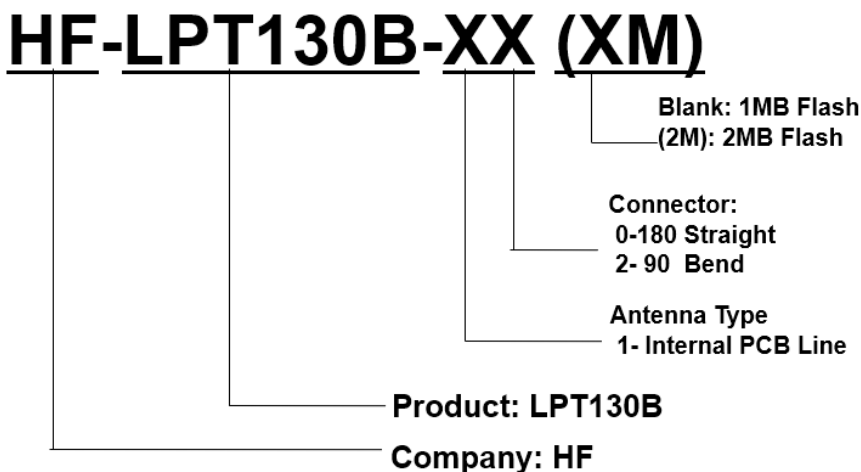 HF-LPT130B-XX (XM)
Blank: 1MB Flash
(2M): 2MB Flash
Connector:
0-180 Straight
2- 90 Bend
Antenna Type
1- Internal PCB Line
Product: LPT130B
Company: HF